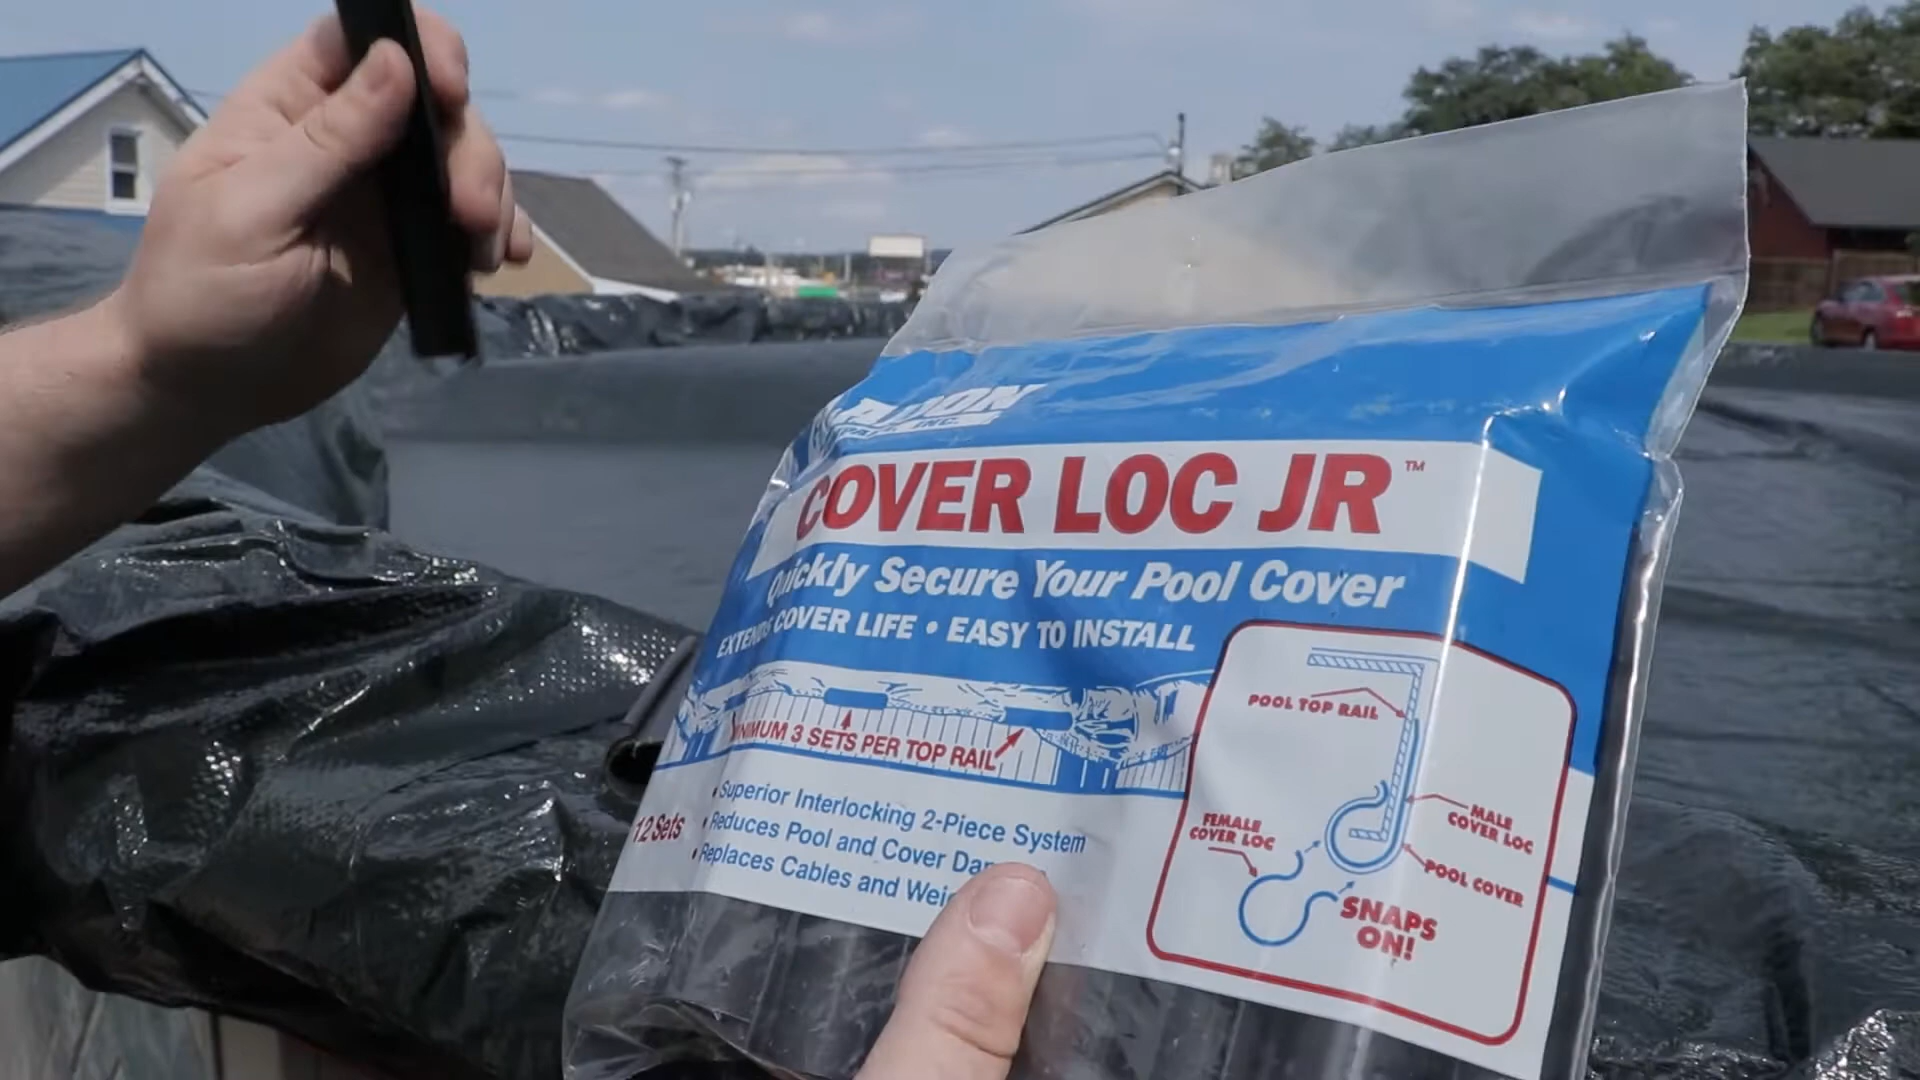 COVER LOC JR™
Quickly Secure Your Pool Cover
EXTENDS COVER LIFE • EASY TO INSTALL
MINIMUM 3 SETS PER TOP RAIL
12 Sets
• Superior Interlocking 2-Piece System
• Reduces Pool and Cover
• Replaces Cables and
POOL TOP RAIL
FEMALE
COVER LOC
MALE
COVER LOC
POOL COVER
SNAPS
ON!